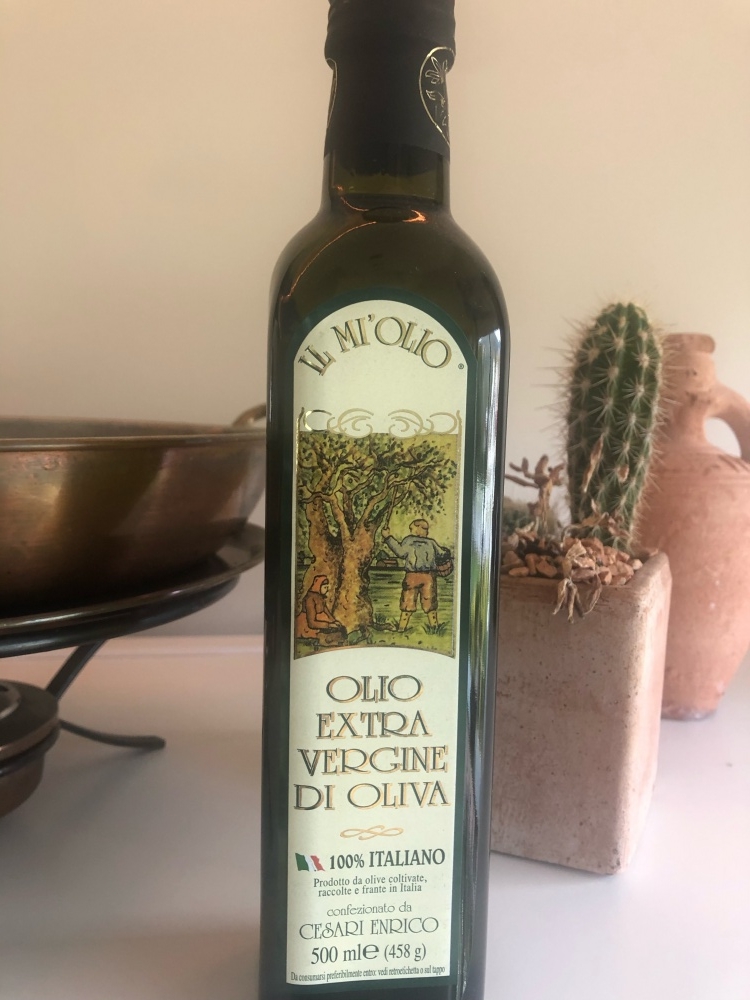 IL MI'OLIO®
OLIO
EXTRA
VERGINE
DI OLIVA
100% ITALIANO
Prodotto da olive coltivate,
raccolte e frante in Italia
confezionato da
CESARI ENRICO
500 ml℮ (458 g)
Da consumarsi preferibilmente entro: vedi retroetichetta o sul tappo